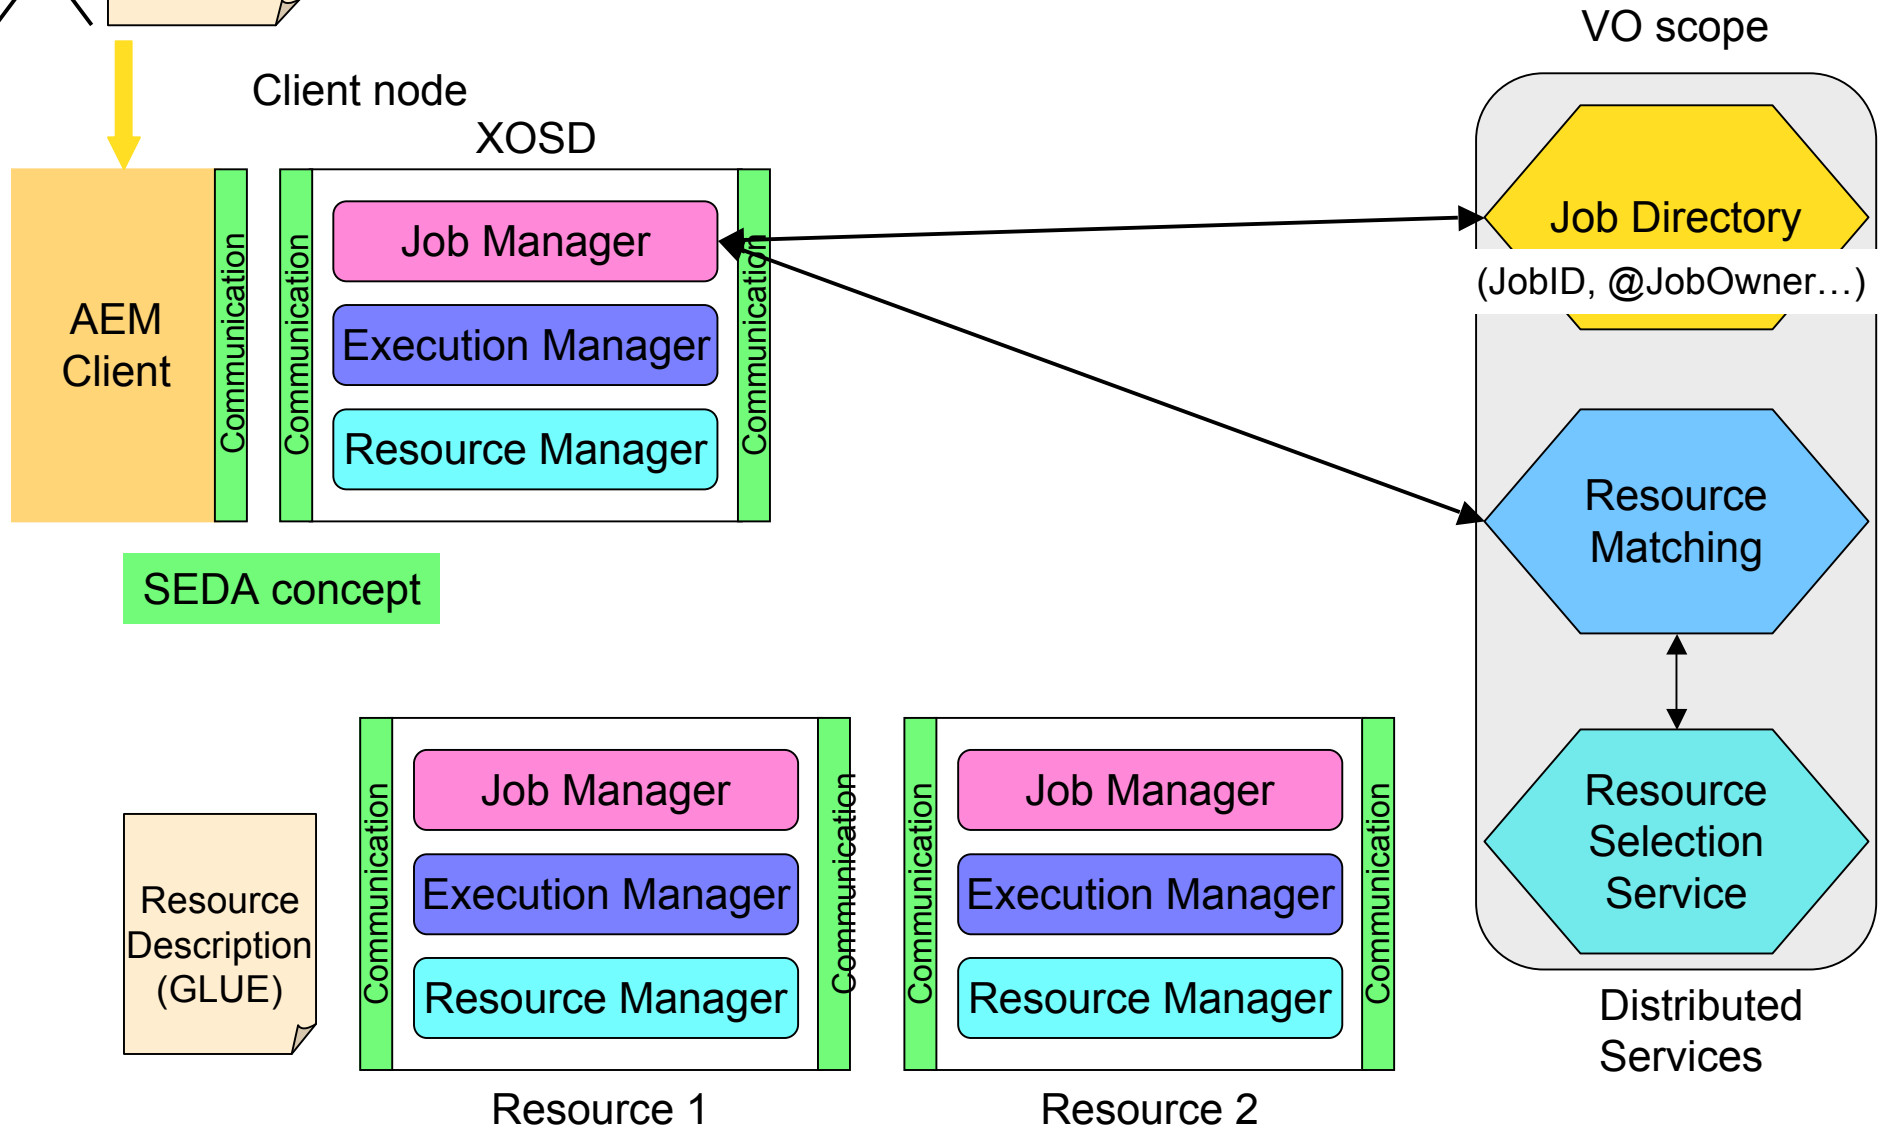 VO scope
Client node
XOSD
Job Manager
Execution Manager
Resource Manager
AEM
Client
Communication
Communication
Communication
SEDA concept
Job Directory
(JobID, @JobOwner…)
Resource
Matching
Resource
Selection
Service
Distributed
Services
Resource
Description
(GLUE)
Communication
Job Manager
Execution Manager
Resource Manager
Communication
Resource 1
Communication
Job Manager
Execution Manager
Resource Manager
Communication
Resource 2